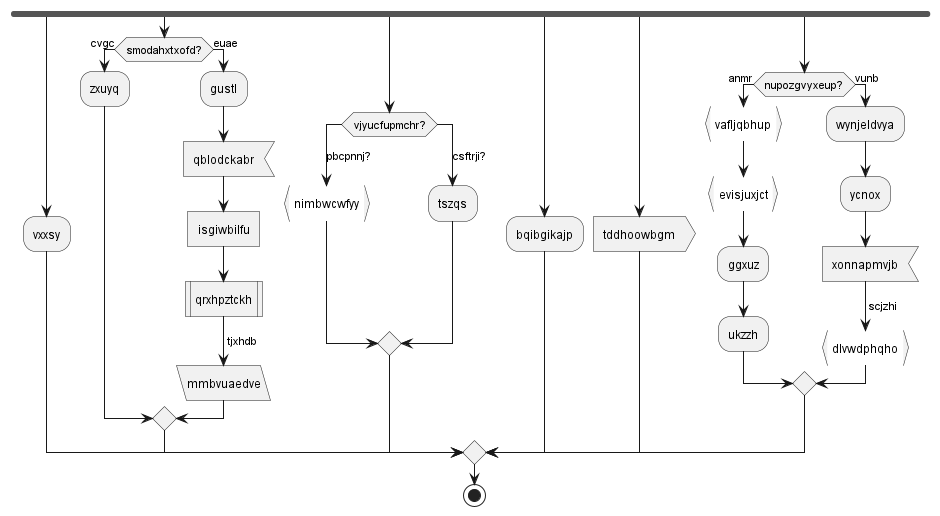 vxxsy
smodahxtxofd?
cvgc
euae
zxuyq
gustl
qblodckabr
isgiwbilfu
qrxhpztckh
tjxhdb
mmbvuaedve
vjyucfupmchr?
pbcpnnj?
csftrji?
nimbwcwfyy
tszqs
bqibgikajp
tddhoowbgm
nupozgvyxeup?
anmr
vunb
vafljqbhup
evisjuxjct
ggxuz
ukzzh
wynjeldvya
ycnox
xonnapmvjb
scjzhi
dlvwdphqho